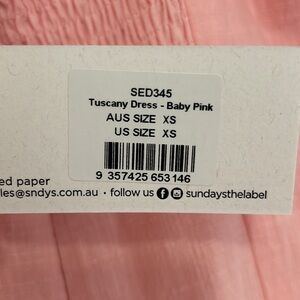 SED345
Tuscany Dress - Baby Pink
AUS SIZE XS
US SIZE XS
9 357425 653146
ed paper
les@sndys.com.au · follow us sundaysthelabel